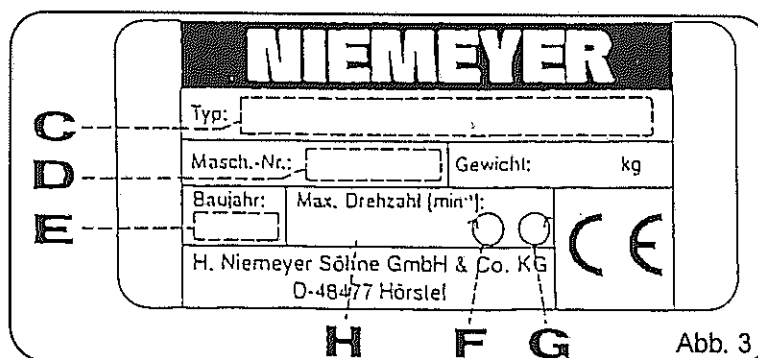 NIEMEYER
C
Typ:
D
Masch.-Nr.: Gewicht: kg
E
Baujahr: Max. Drehzahl (min⁻¹):
CE
H. Niemeyer Söhne GmbH & Co. KG
D-48477 Hörstel
H F G
Abb. 3